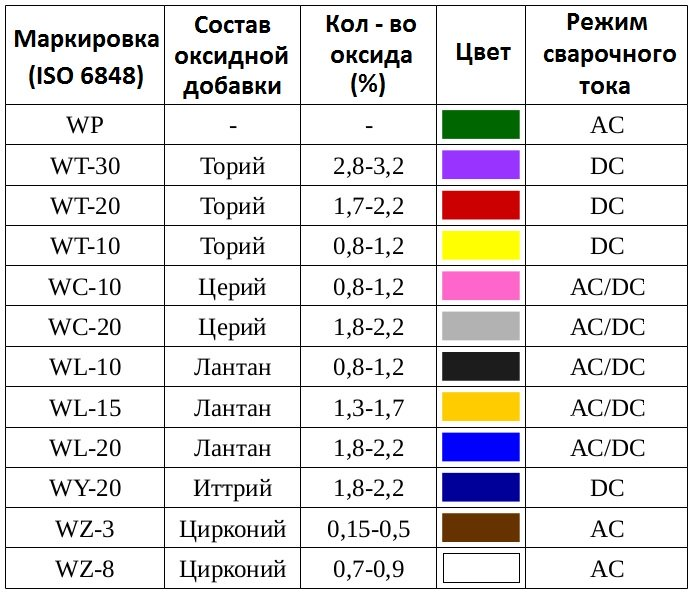 Маркировка (ISO 6848) Состав оксидной добавки Кол - во оксида (%) Цвет Режим сварочного тока
WP - - AC
WT-30 Торий 2,8-3,2 DC
WT-20 Торий 1,7-2,2 DC
WT-10 Торий 0,8-1,2 DC
WC-10 Церий 0,8-1,2 AC/DC
WC-20 Церий 1,8-2,2 AC/DC
WL-10 Лантан 0,8-1,2 AC/DC
WL-15 Лантан 1,3-1,7 AC/DC
WL-20 Лантан 1,8-2,2 AC/DC
WY-20 Иттрий 1,8-2,2 DC
WZ-3 Цирконий 0,15-0,5 AC
WZ-8 Цирконий 0,7-0,9 AC